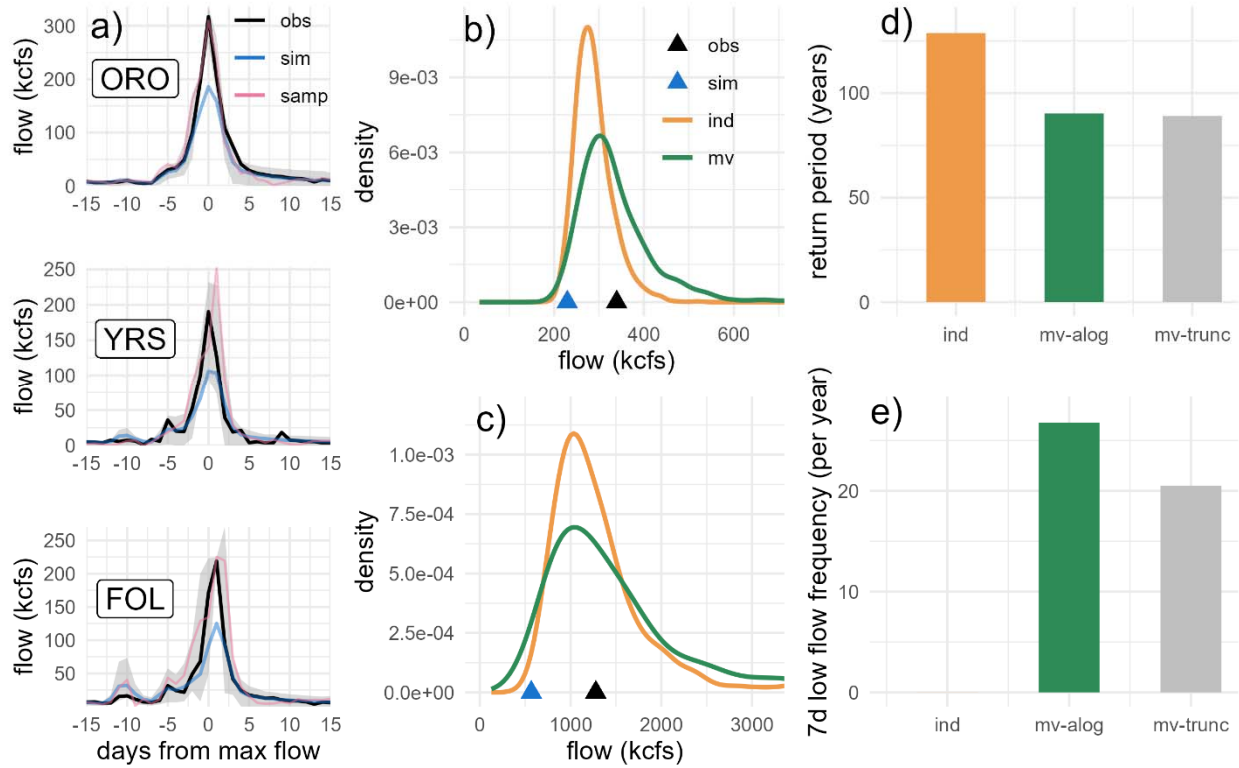 a)
obs
sim
samp
ORO
flow (kcfs)
300
200
100
0
-15 -10 -5 0 5 10 15
YRS
flow (kcfs)
250
200
150
100
50
0
-15 -10 -5 0 5 10 15
FOL
flow (kcfs)
250
200
150
100
50
-15 -10 -5 0 5 10 15
days from max flow
b)
obs
sim
ind
mv
density
9e-03
6e-03
3e-03
0e+00
0 200 400 600
flow (kcfs)
c)
density
1.0e-03
7.5e-04
5.0e-04
2.5e-04
0.0e+00
0 1000 2000 3000
flow (kcfs)
d)
return period (years)
100
50
0
ind mv-alog mv-trunc
e)
7d low flow frequency (per year)
20
10
0
ind mv-alog mv-trunc